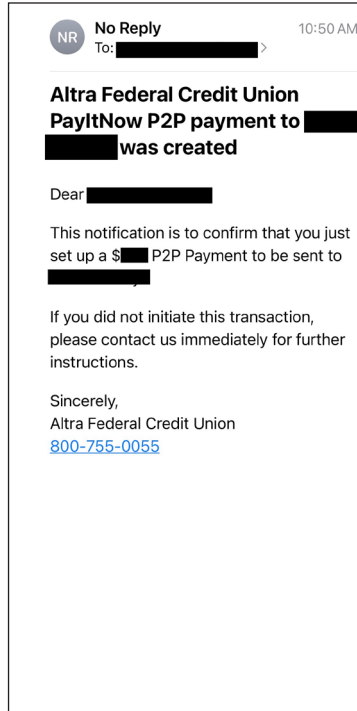 NR
No Reply 10:50 AM
To: >
Altra Federal Credit Union
PayItNow P2P payment to
was created
Dear
This notification is to confirm that you just
set up a $ P2P Payment to be sent to
If you did not initiate this transaction,
please contact us immediately for further
instructions.
Sincerely,
Altra Federal Credit Union
800-755-0055